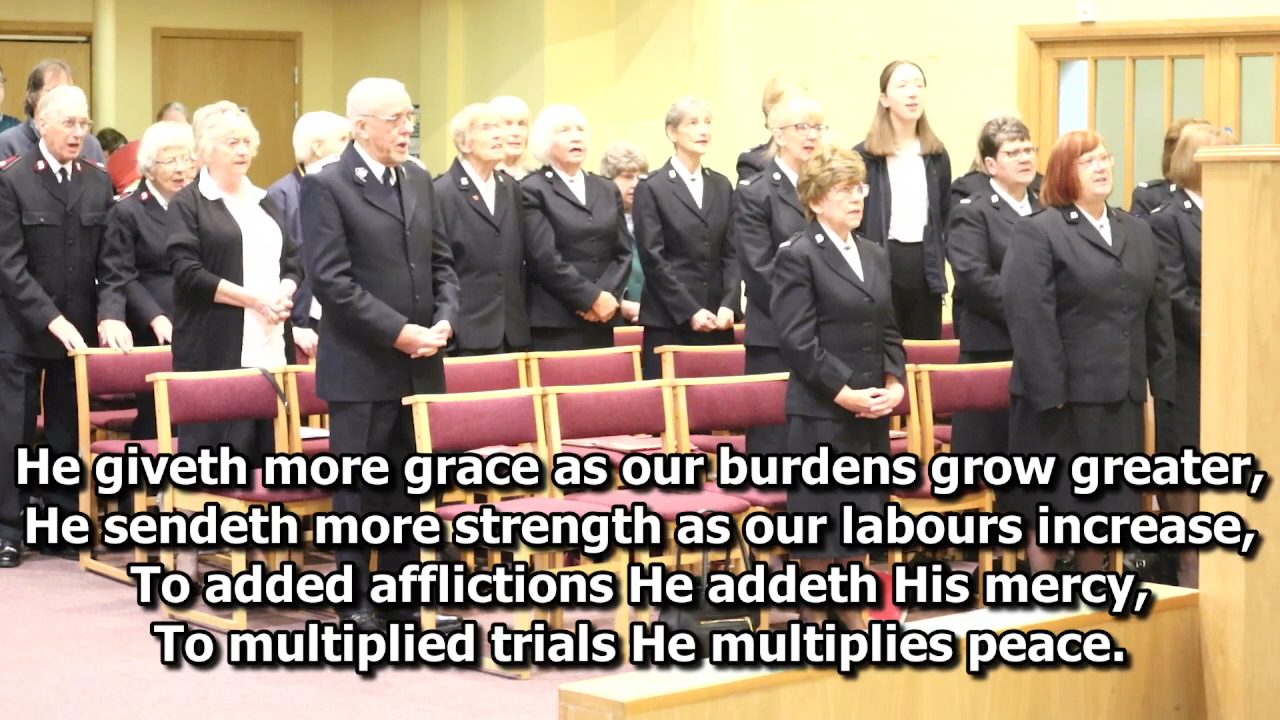 He giveth more grace as our burdens grow greater,
He sendeth more strength as our labours increase,
To added afflictions He addeth His mercy,
To multiplied trials He multiplies peace.